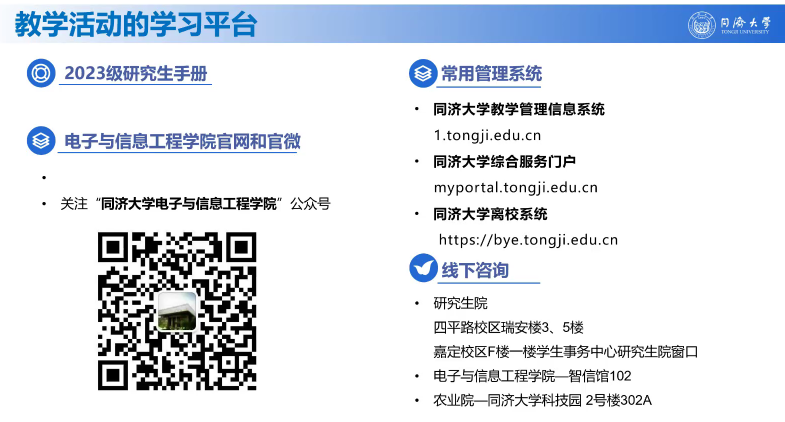 教学活动的学习平台
同济大学
TONGJI UNIVERSITY
2023级研究生手册
电子与信息工程学院官网和官微
关注“同济大学电子与信息工程学院”公众号
常用管理系统
同济大学教学管理信息系统
1.tongji.edu.cn
同济大学综合服务门户
myportal.tongji.edu.cn
同济大学离校系统
https://bye.tongji.edu.cn
线下咨询
研究生院
四平路校区瑞安楼3、5楼
嘉定校区F楼一楼学生事务中心研究生院窗口
电子与信息工程学院—智信馆102
农业院—同济大学科技园 2号楼302A